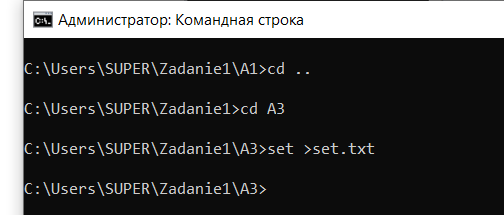 Администратор: Командная строка
C:\Users\SUPER\Zadanie1\A1>cd ..
C:\Users\SUPER\Zadanie1>cd A3
C:\Users\SUPER\Zadanie1\A3>set >set.txt
C:\Users\SUPER\Zadanie1\A3>